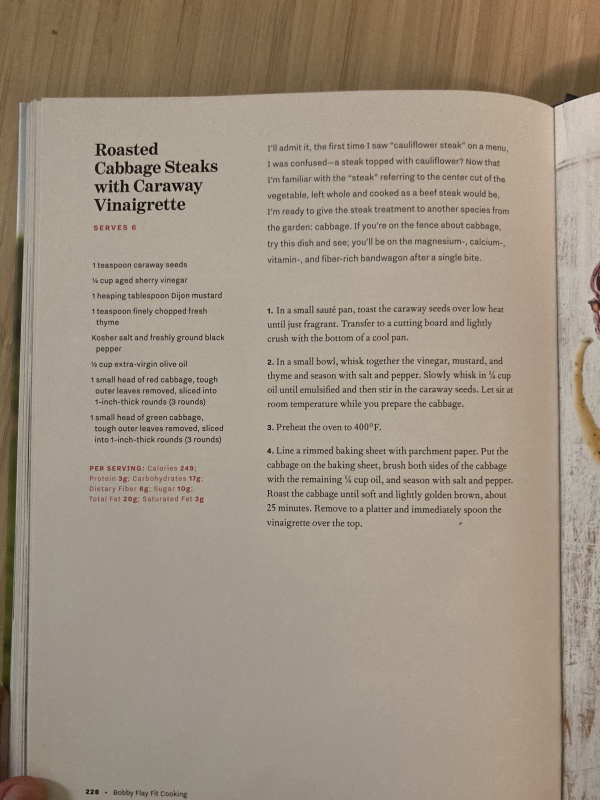 Roasted
Cabbage Steaks
with Caraway
Vinaigrette
SERVES 6
1 teaspoon caraway seeds
¼ cup aged sherry vinegar
1 heaping tablespoon Dijon mustard
1 teaspoon finely chopped fresh
thyme
Kosher salt and freshly ground black
pepper
½ cup extra-virgin olive oil
1 small head of red cabbage, tough
outer leaves removed, sliced into
1-inch-thick rounds (3 rounds)
1 small head of green cabbage,
tough outer leaves removed, sliced
into 1-inch-thick rounds (3 rounds)
PER SERVING: Calories 249;
Protein 3g; Carbohydrates 17g;
Dietary Fiber 6g; Sugar 10g;
Total Fat 20g; Saturated Fat 3g
I'll admit it, the first time I saw “cauliflower steak” on a menu,
I was confused—a steak topped with cauliflower? Now that
I'm familiar with the “steak” referring to the center cut of the
vegetable, left whole and cooked as a beef steak would be,
I'm ready to give the steak treatment to another species from
the garden: cabbage. If you're on the fence about cabbage,
try this dish and see; you'll be on the magnesium-, calcium-,
vitamin-, and fiber-rich bandwagon after a single bite.
1. In a small sauté pan, toast the caraway seeds over low heat
until just fragrant. Transfer to a cutting board and lightly
crush with the bottom of a cool pan.
2. In a small bowl, whisk together the vinegar, mustard, and
thyme and season with salt and pepper. Slowly whisk in ¼ cup
oil until emulsified and then stir in the caraway seeds. Let sit at
room temperature while you prepare the cabbage.
3. Preheat the oven to 400°F.
4. Line a rimmed baking sheet with parchment paper. Put the
cabbage on the baking sheet, brush both sides of the cabbage
with the remaining ¼ cup oil, and season with salt and pepper.
Roast the cabbage until soft and lightly golden brown, about
25 minutes. Remove to a platter and immediately spoon the
vinaigrette over the top.
228 • Bobby Flay Fit Cooking